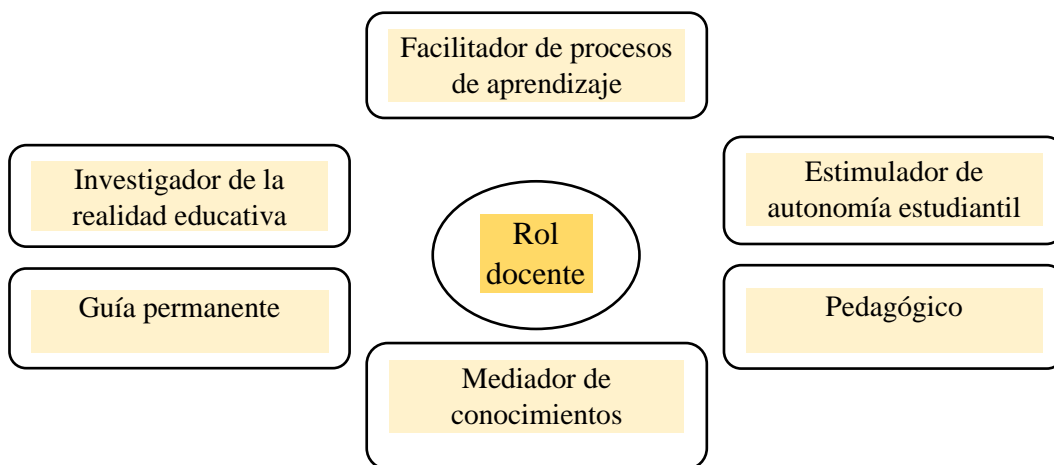 Facilitador de procesos
de aprendizaje
Investigador de la
realidad educativa
Estimulador de
autonomía estudiantil
Rol
docente
Guía permanente
Pedagógico
Mediador de
conocimientos